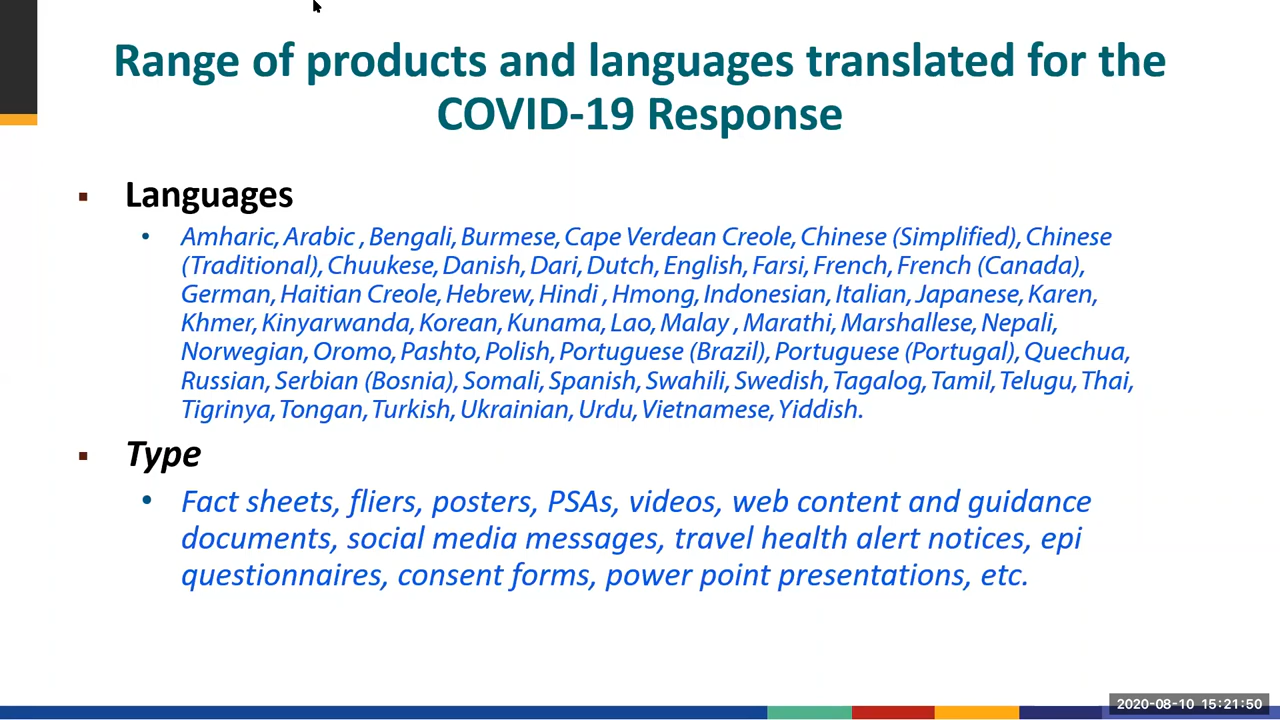 Range of products and languages translated for the
COVID-19 Response
Languages
Amharic, Arabic , Bengali, Burmese, Cape Verdean Creole, Chinese (Simplified), Chinese
(Traditional), Chuukese, Danish, Dari, Dutch, English, Farsi, French, French (Canada),
German, Haitian Creole, Hebrew, Hindi , Hmong, Indonesian, Italian, Japanese, Karen,
Khmer, Kinyarwanda, Korean, Kunama, Lao, Malay , Marathi, Marshallese, Nepali,
Norwegian, Oromo, Pashto, Polish, Portuguese (Brazil), Portuguese (Portugal), Quechua,
Russian, Serbian (Bosnia), Somali, Spanish, Swahili, Swedish, Tagalog, Tamil, Telugu, Thai,
Tigrinya, Tongan, Turkish, Ukrainian, Urdu, Vietnamese, Yiddish.
Type
Fact sheets, fliers, posters, PSAs, videos, web content and guidance
documents, social media messages, travel health alert notices, epi
questionnaires, consent forms, power point presentations, etc.
2020-08-10 15:21:50